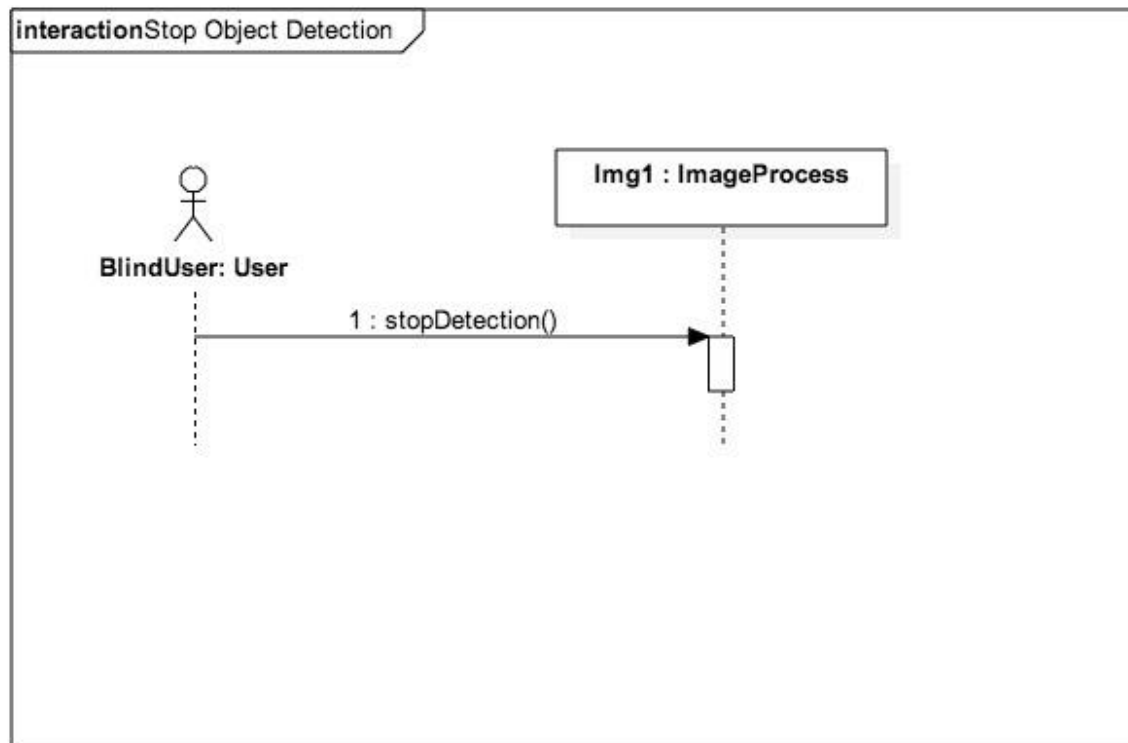 interactionStop Object Detection
Img1 : ImageProcess
BlindUser: User
1 : stopDetection()